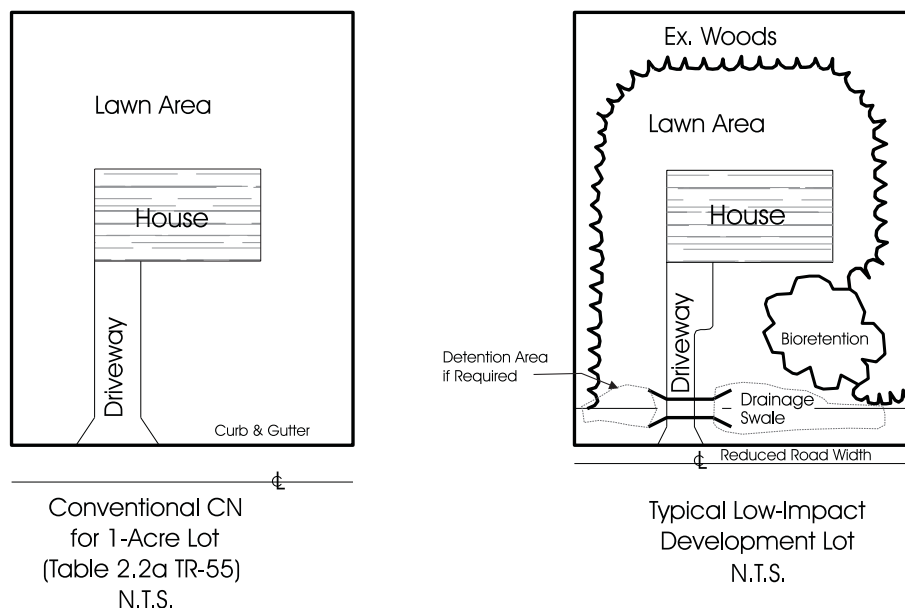 Lawn Area
House
Driveway
Curb & Gutter
℄
Conventional CN
for 1-Acre Lot
(Table 2.2a TR-55)
N.T.S.
Ex. Woods
Lawn Area
House
Driveway
Bioretention
Detention Area
if Required
Drainage
Swale
℄
Reduced Road Width
Typical Low-Impact
Development Lot
N.T.S.